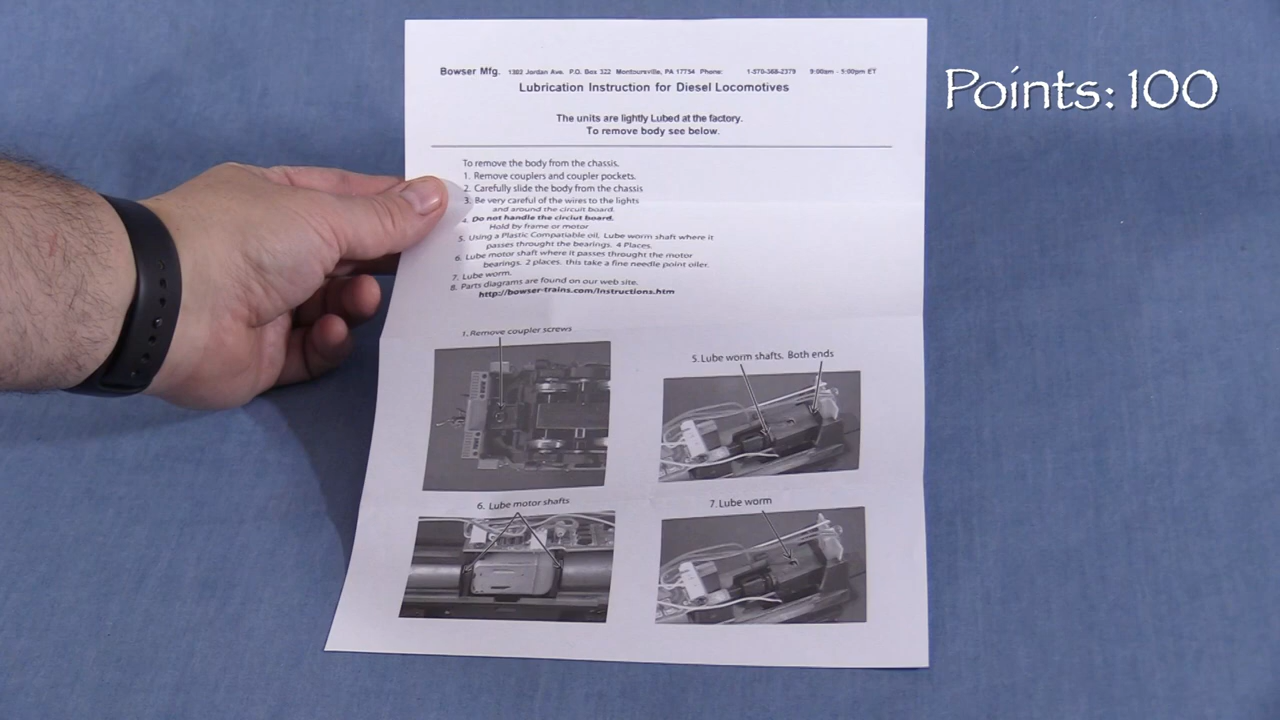 Points: 100
Bowser Mfg. 1302 Jordan Ave. P.O. Box 322 Montoursville, PA 17754 Phone: 1-570-368-2379 9:00am - 5:00pm ET
Lubrication Instruction for Diesel Locomotives
The units are lightly Lubed at the factory.
To remove body see below.
To remove the body from the chassis.
1. Remove couplers and coupler pockets.
2. Carefully slide the body from the chassis
3. Be very careful of the wires to the lights
and around the circuit board.
4. Do not handle the circiut board.
Hold by frame or motor
5. Using a Plastic Compatiable oil, Lube worm shaft where it
passes throught the bearings. 4 Places.
6. Lube motor shaft where it passes throught the motor
bearings. 2 places. this take a fine needle point oiler.
7. Lube worm.
8. Parts diagrams are found on our web site.
http://bowser-trains.com/Instructions.htm
1. Remove coupler screws
5. Lube worm shafts. Both ends
6. Lube motor shafts
7. Lube worm